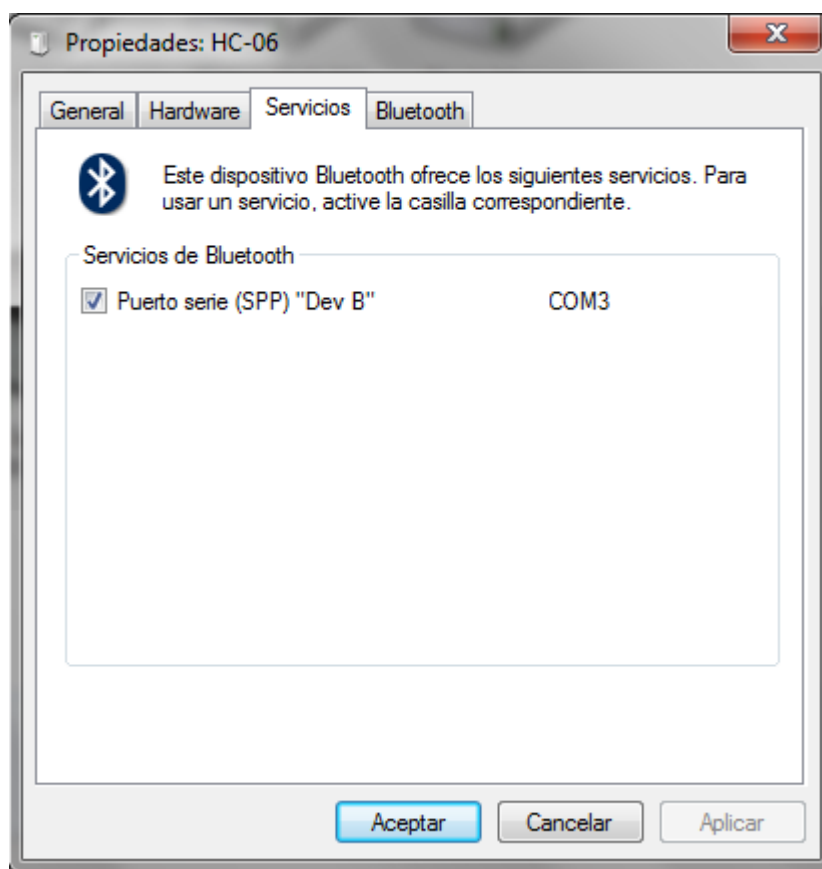 Propiedades: HC-06
General Hardware Servicios Bluetooth
Este dispositivo Bluetooth ofrece los siguientes servicios. Para
usar un servicio, active la casilla correspondiente.
Servicios de Bluetooth
Puerto serie (SPP) "Dev B" COM3
Aceptar Cancelar Aplicar